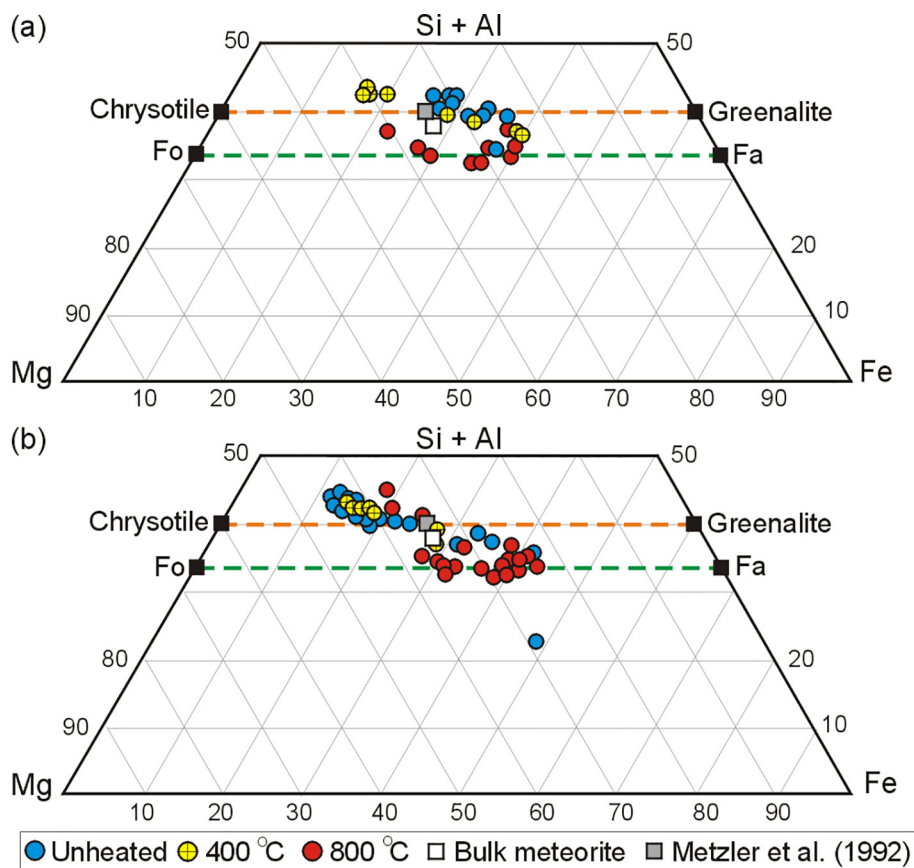 (a)
Si + Al
50 50
Chrysotile Greenalite
Fo Fa
80 20
90 10
Mg Fe
10 20 30 40 50 60 70 80 90
(b)
Si + Al
50 50
Chrysotile Greenalite
Fo Fa
80 20
90 10
Mg Fe
10 20 30 40 50 60 70 80 90
Unheated 400 °C 800 °C Bulk meteorite Metzler et al. (1992)